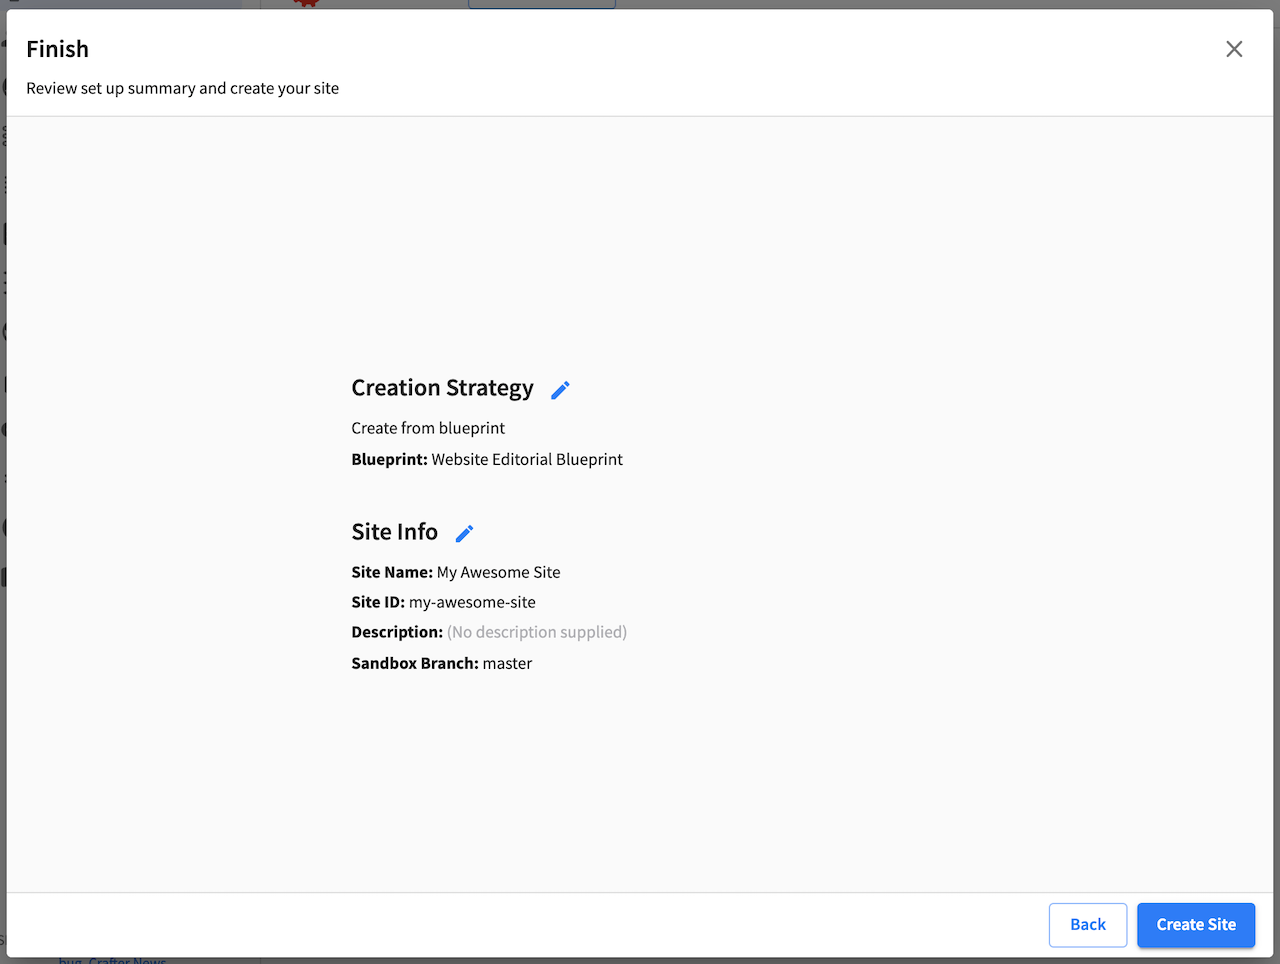 Finish
Review set up summary and create your site
Creation Strategy
Create from blueprint
Blueprint: Website Editorial Blueprint
Site Info
Site Name: My Awesome Site
Site ID: my-awesome-site
Description: (No description supplied)
Sandbox Branch: master
Back
Create Site